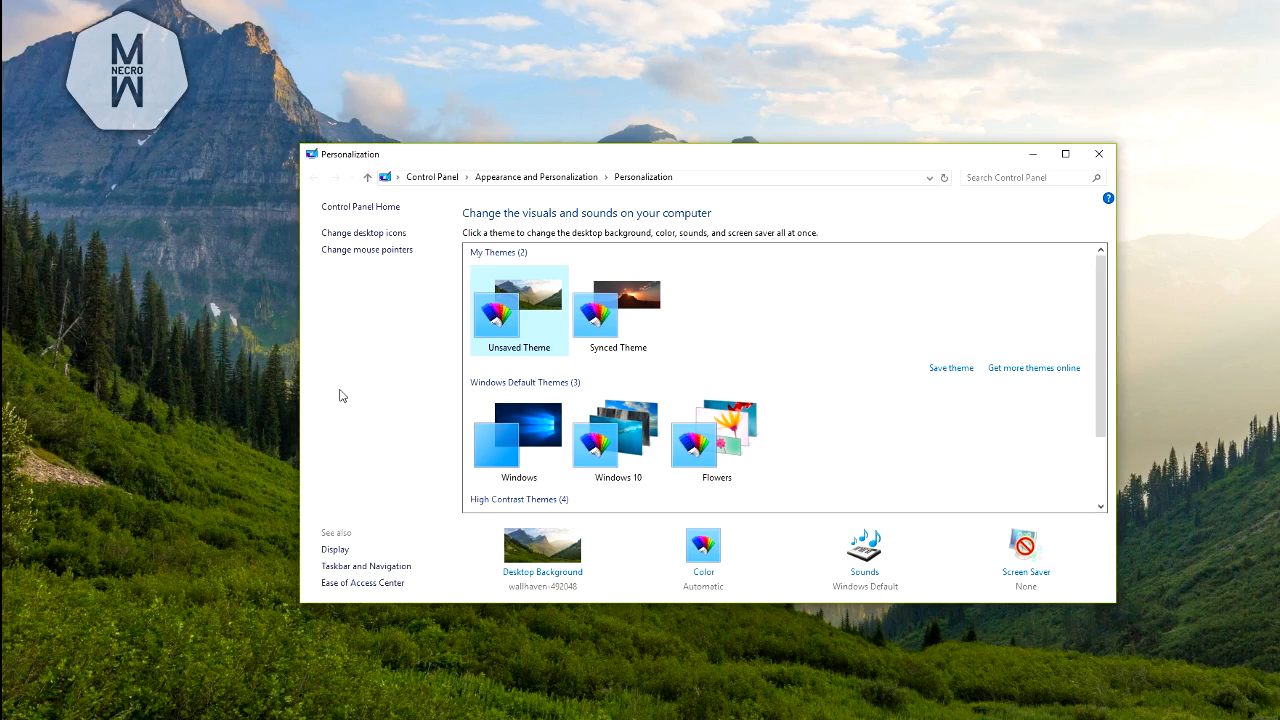 M
NECRO
M
Personalization
Control Panel > Appearance and Personalization > Personalization
Search Control Panel
?
Control Panel Home
Change desktop icons
Change mouse pointers
Change the visuals and sounds on your computer
Click a theme to change the desktop background, color, sounds, and screen saver all at once.
My Themes (2)
Unsaved Theme
Synced Theme
Save theme
Get more themes online
Windows Default Themes (3)
Windows
Windows 10
Flowers
High Contrast Themes (4)
See also
Display
Taskbar and Navigation
Ease of Access Center
Desktop Background
wallhaven-492048
Color
Automatic
Sounds
Windows Default
Screen Saver
None